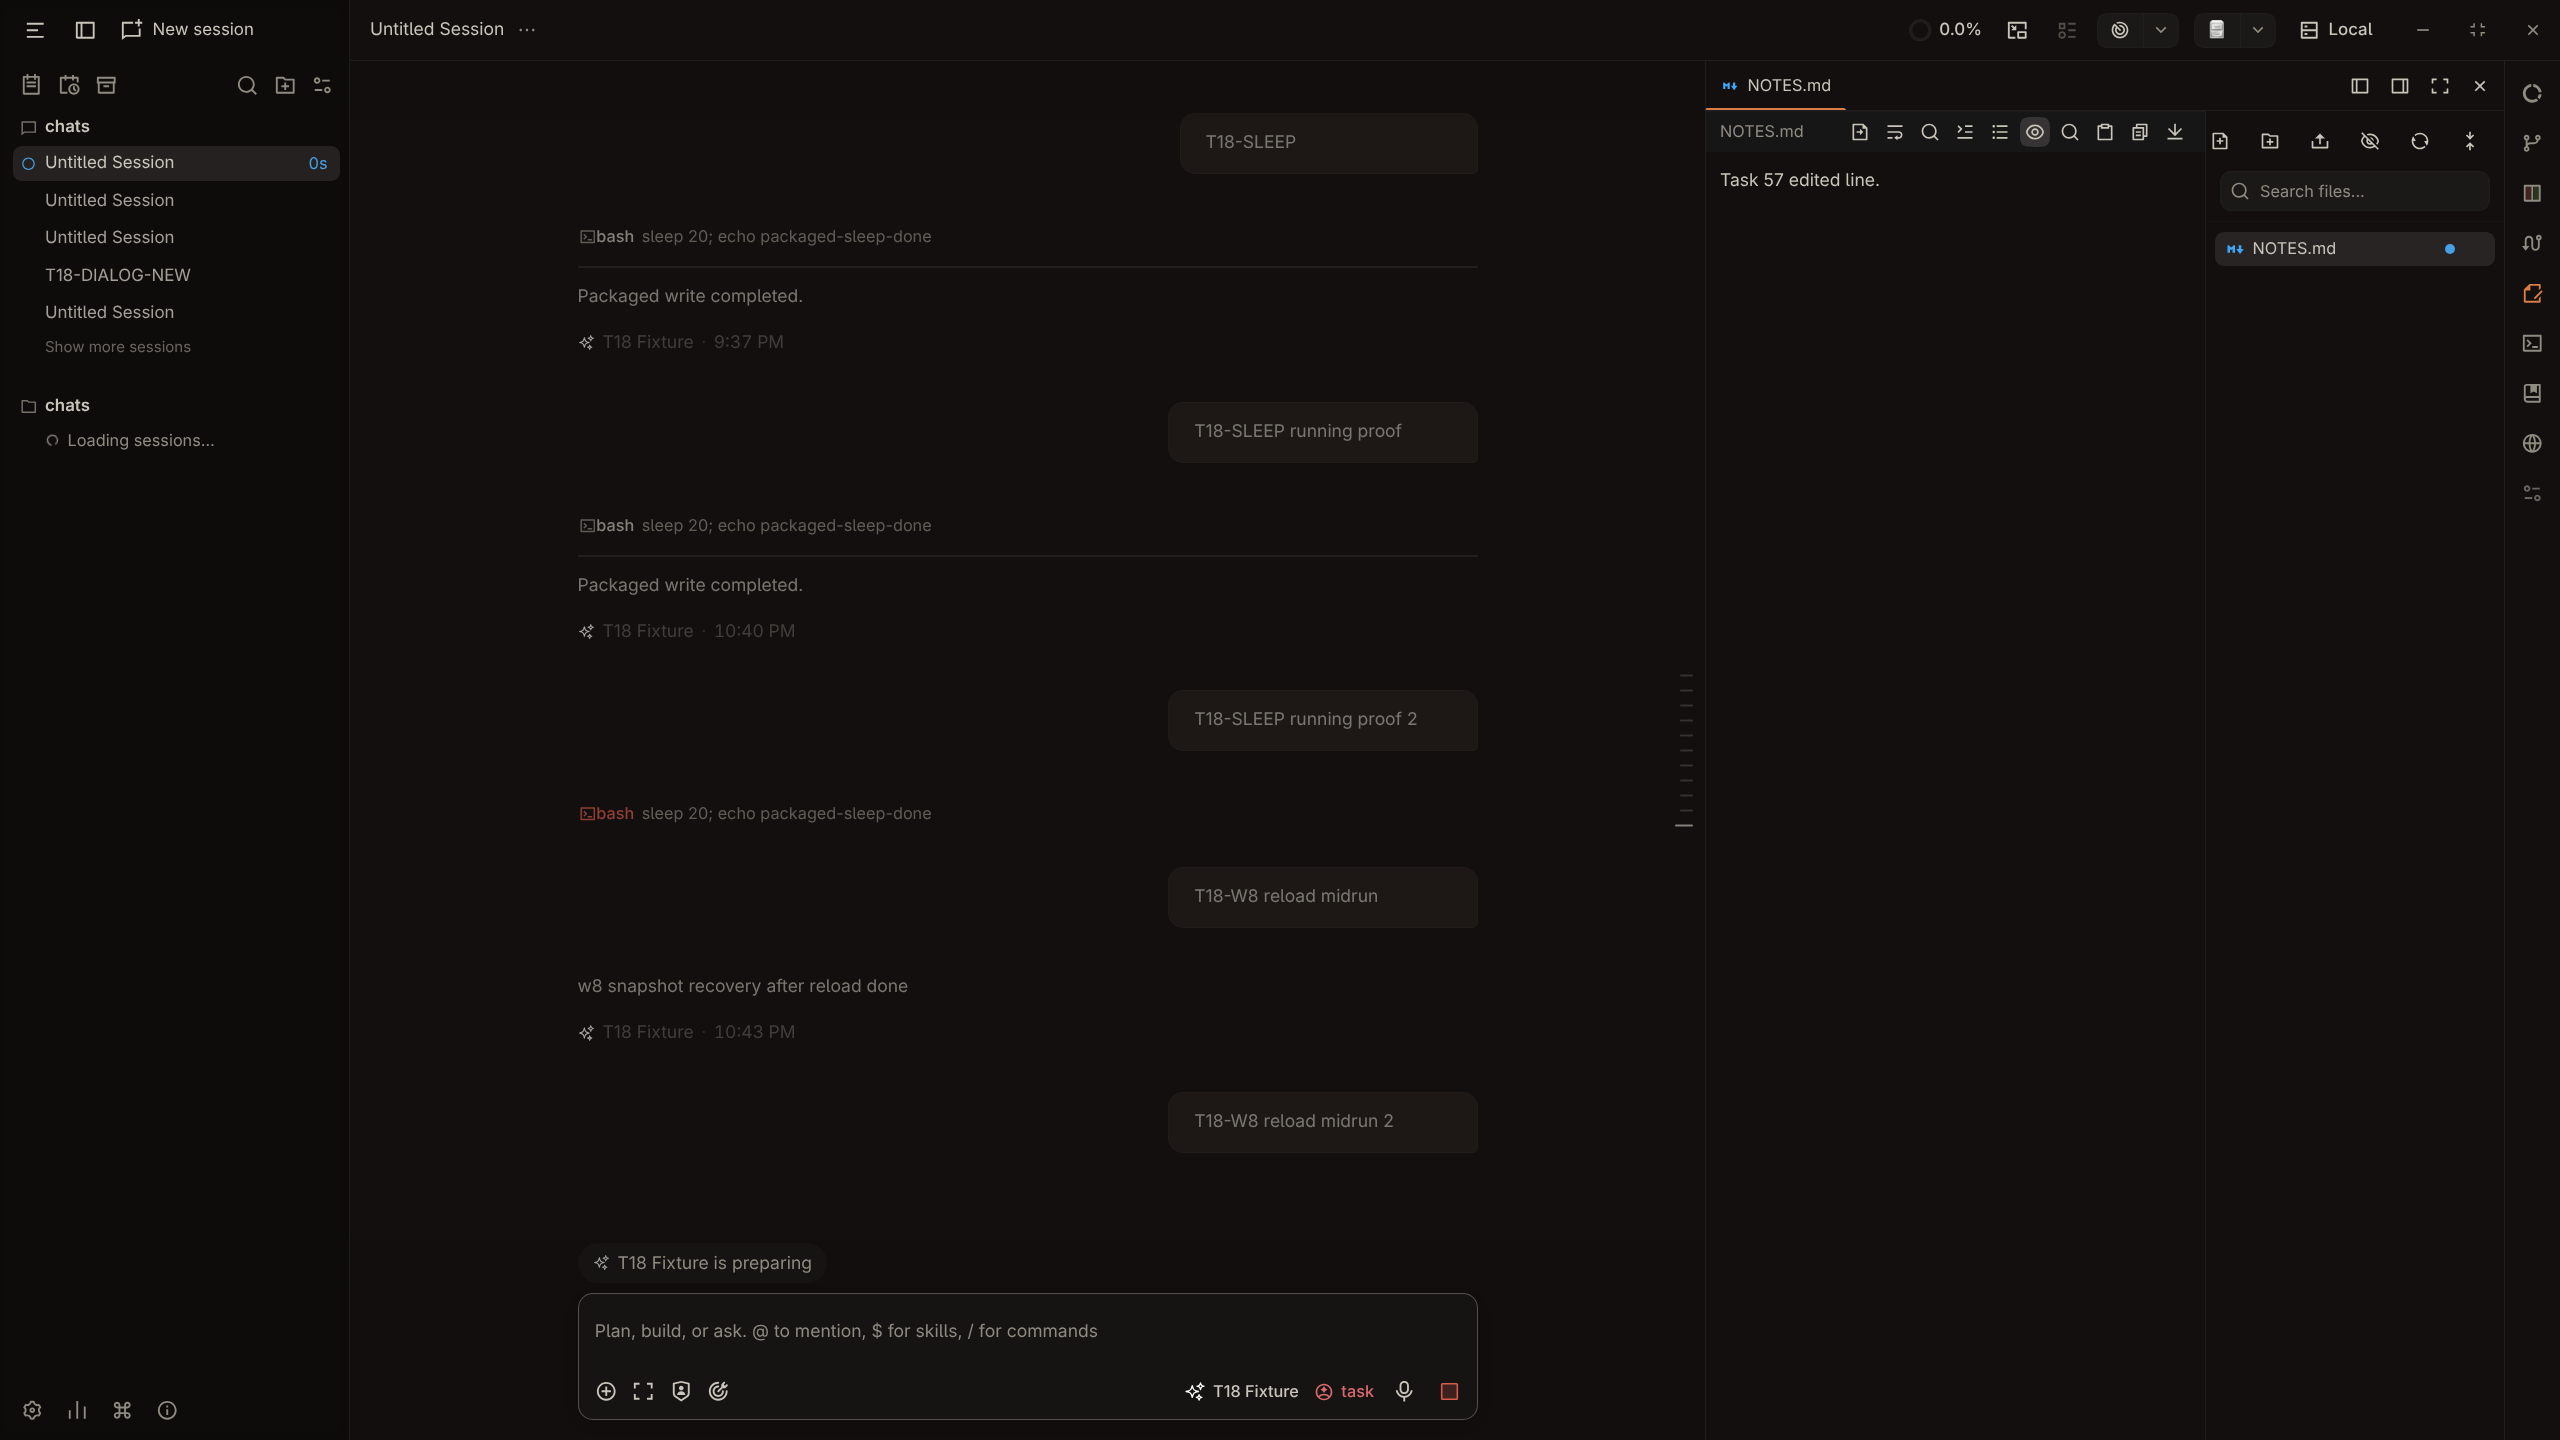 New session
chats
Untitled Session
0s
Untitled Session
Untitled Session
T18-DIALOG-NEW
Untitled Session
Show more sessions
chats
Loading sessions...
Untitled Session
0.0%
Local
T18-SLEEP
bash sleep 20; echo packaged-sleep-done
Packaged write completed.
T18 Fixture · 9:37 PM
T18-SLEEP running proof
bash sleep 20; echo packaged-sleep-done
Packaged write completed.
T18 Fixture · 10:40 PM
T18-SLEEP running proof 2
bash sleep 20; echo packaged-sleep-done
T18-W8 reload midrun
w8 snapshot recovery after reload done
T18 Fixture · 10:43 PM
T18-W8 reload midrun 2
T18 Fixture is preparing
Plan, build, or ask. @ to mention, $ for skills, / for commands
T18 Fixture
task
NOTES.md
NOTES.md
Task 57 edited line.
Search files...
NOTES.md